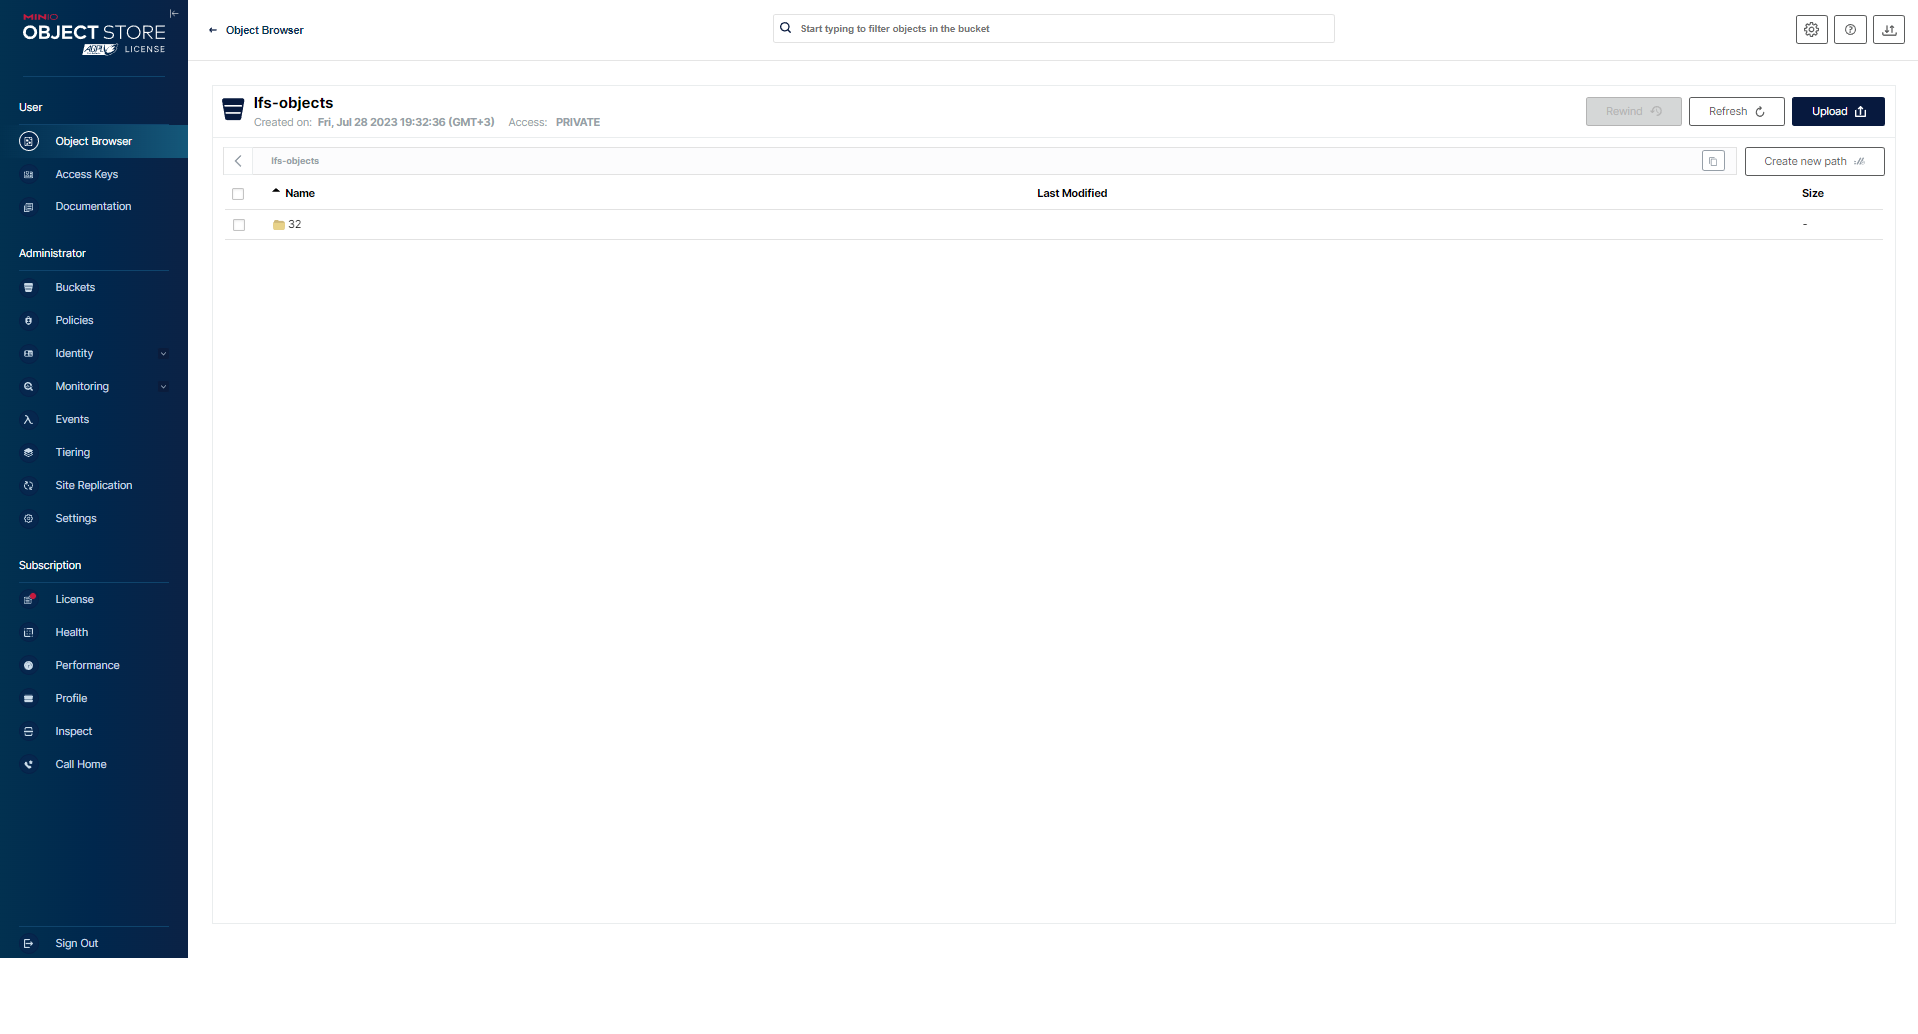 MINIO
OBJECT STORE
AGPL V3 LICENSE
User
Object Browser
Access Keys
Documentation
Administrator
Buckets
Policies
Identity
Monitoring
Events
Tiering
Site Replication
Settings
Subscription
License
Health
Performance
Profile
Inspect
Call Home
Sign Out
← Object Browser
Start typing to filter objects in the bucket
lfs-objects
Created on: Fri, Jul 28 2023 19:32:36 (GMT+3) Access: PRIVATE
Rewind
Refresh
Upload
lfs-objects
Create new path
Name Last Modified Size
32 -